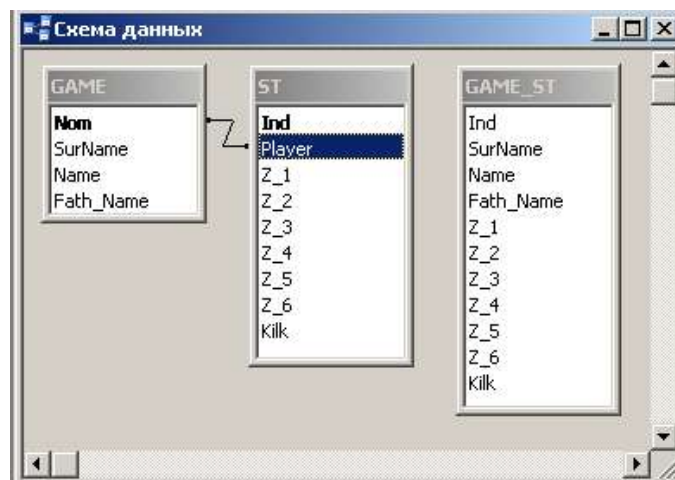 Схема данных
GAME
Nom
SurName
Name
Fath_Name
ST
Ind
Player
Z_1
Z_2
Z_3
Z_4
Z_5
Z_6
Kilk
GAME_ST
Ind
SurName
Name
Fath_Name
Z_1
Z_2
Z_3
Z_4
Z_5
Z_6
Kilk